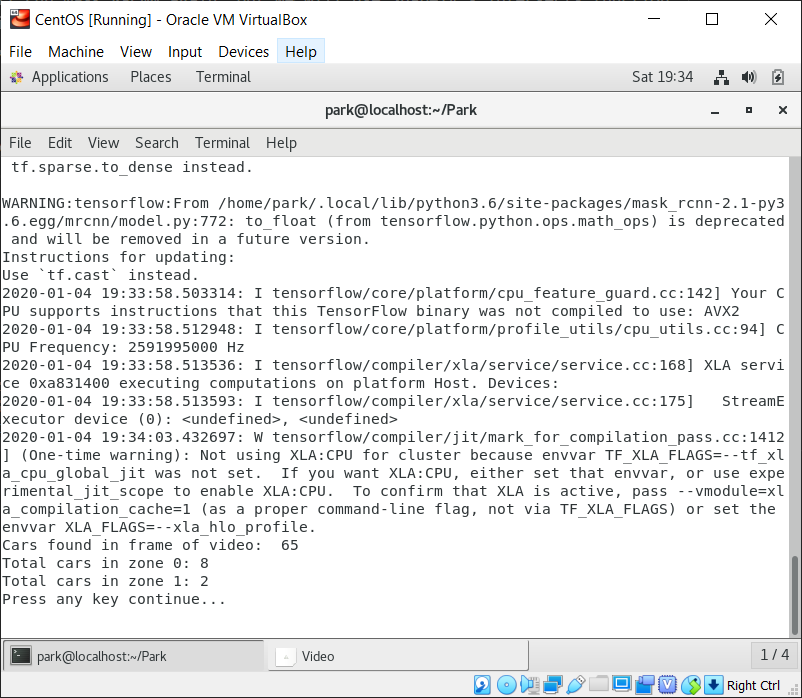 CentOS [Running] - Oracle VM VirtualBox
File Machine View Input Devices Help
Applications Places Terminal Sat 19:34
park@localhost:~/Park
File Edit View Search Terminal Help
tf.sparse.to_dense instead.
WARNING:tensorflow:From /home/park/.local/lib/python3.6/site-packages/mask_rcnn-2.1-py3
.6.egg/mrcnn/model.py:772: to_float (from tensorflow.python.ops.math_ops) is deprecated
and will be removed in a future version.
Instructions for updating:
Use `tf.cast` instead.
2020-01-04 19:33:58.503314: I tensorflow/core/platform/cpu_feature_guard.cc:142] Your C
PU supports instructions that this TensorFlow binary was not compiled to use: AVX2
2020-01-04 19:33:58.512948: I tensorflow/core/platform/profile_utils/cpu_utils.cc:94] C
PU Frequency: 2591995000 Hz
2020-01-04 19:33:58.513536: I tensorflow/compiler/xla/service/service.cc:168] XLA servi
ce 0xa831400 executing computations on platform Host. Devices:
2020-01-04 19:33:58.513593: I tensorflow/compiler/xla/service/service.cc:175]   StreamE
xecutor device (0): <undefined>, <undefined>
2020-01-04 19:34:03.432697: W tensorflow/compiler/jit/mark_for_compilation_pass.cc:1412
] (One-time warning): Not using XLA:CPU for cluster because envvar TF_XLA_FLAGS=--tf_xl
a_cpu_global_jit was not set.  If you want XLA:CPU, either set that envvar, or use expe
rimental_jit_scope to enable XLA:CPU.  To confirm that XLA is active, pass --vmodule=xl
a_compilation_cache=1 (as a proper command-line flag, not via TF_XLA_FLAGS) or set the
envvar XLA_FLAGS=--xla_hlo_profile.
Cars found in frame of video:  65
Total cars in zone 0: 8
Total cars in zone 1: 2
Press any key continue...
park@localhost:~/Park Video 1 / 4
Right Ctrl